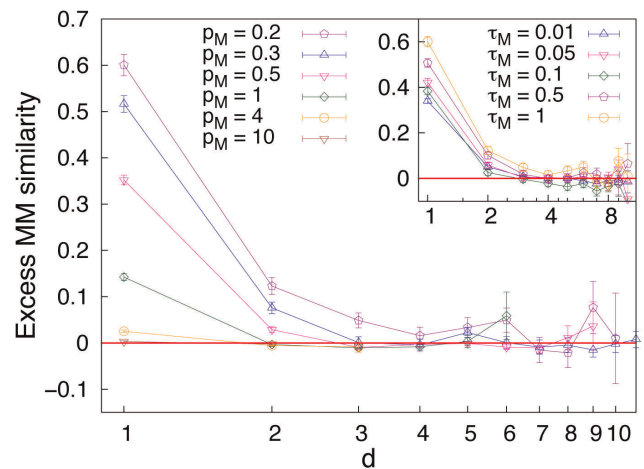 0.7
0.6
0.5
0.4
0.3
0.2
0.1
0
−0.1
Excess MM similarity
1 2 3 4 5 6 7 8 9 10
d
p_M = 0.2
p_M = 0.3
p_M = 0.5
p_M = 1
p_M = 4
p_M = 10
0.6
0.4
0.2
0
1 2 4 8
τ_M = 0.01
τ_M = 0.05
τ_M = 0.1
τ_M = 0.5
τ_M = 1